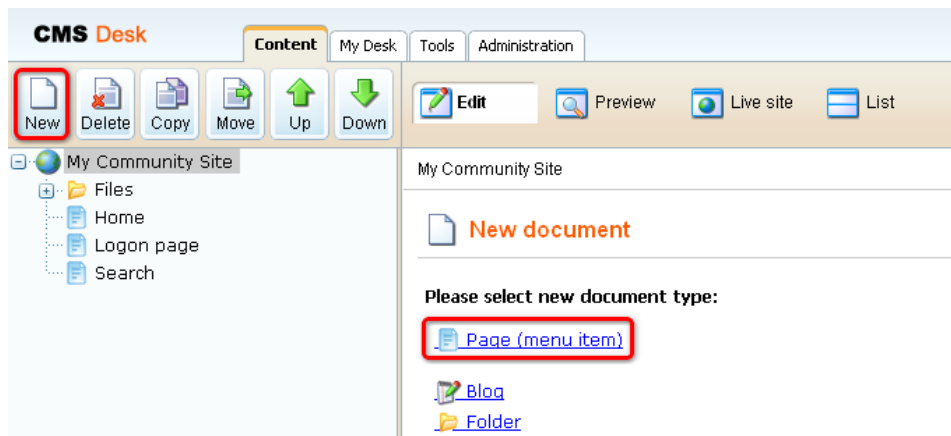 CMS Desk
Content My Desk Tools Administration
New Delete Copy Move Up Down
Edit Preview Live site List
My Community Site
Files
Home
Logon page
Search
My Community Site
New document
Please select new document type:
Page (menu item)
Blog
Folder